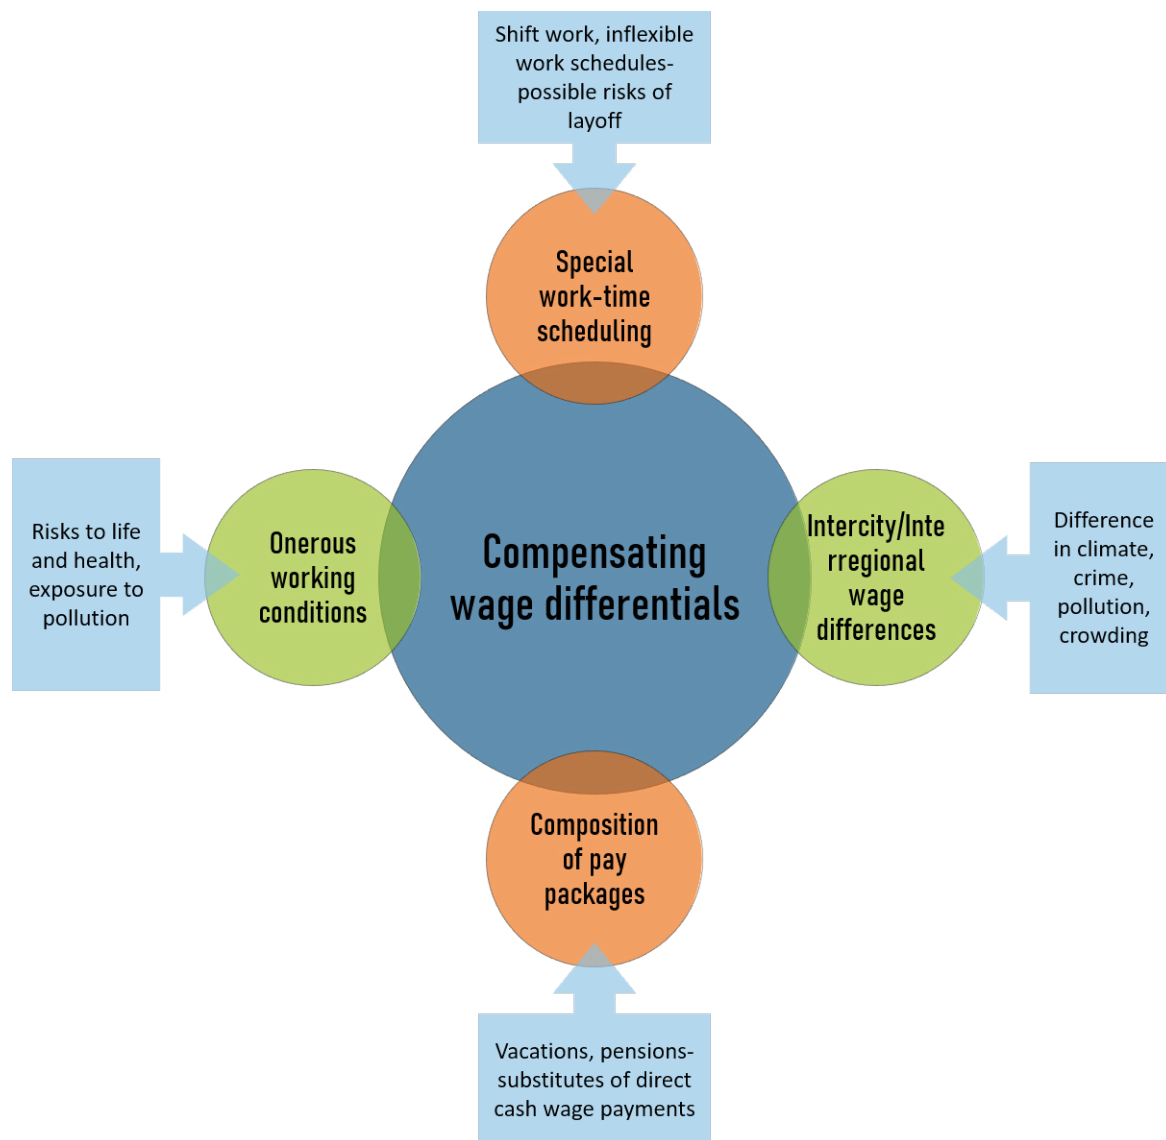 Shift work, inflexible
work schedules-
possible risks of
layoff
Special
work-time
scheduling
Risks to life
and health,
exposure to
pollution
Onerous
working
conditions
Compensating
wage differentials
Intercity/Inte
rregional
wage
differences
Difference
in climate,
crime,
pollution,
crowding
Composition
of pay
packages
Vacations, pensions-
substitutes of direct
cash wage payments